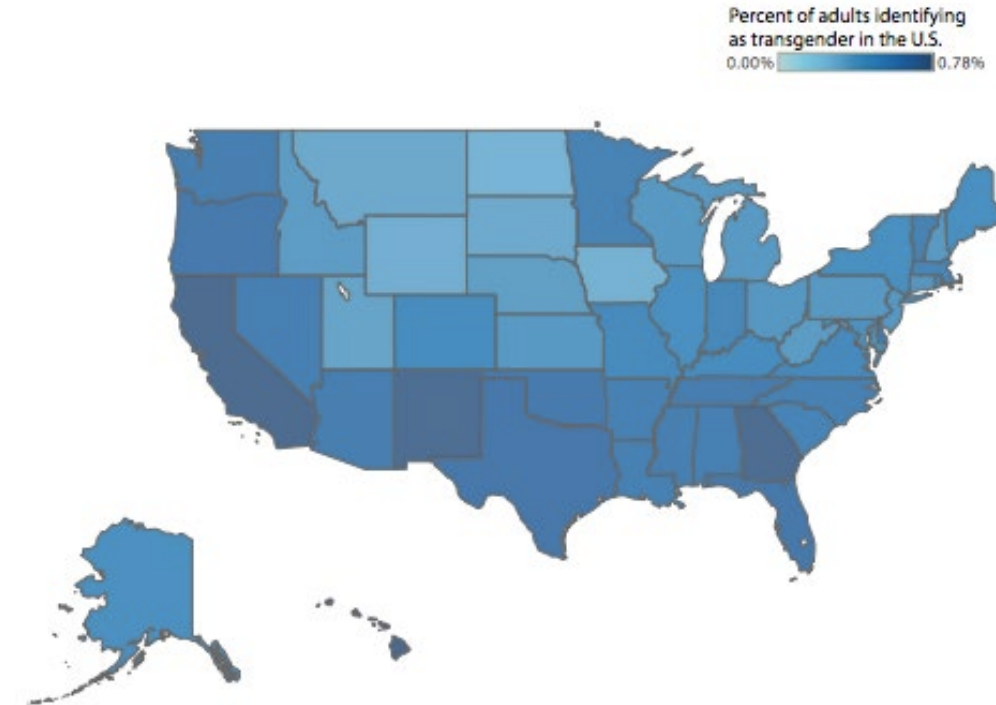 Percent of adults identifying
as transgender in the U.S.
0.00% 0.78%